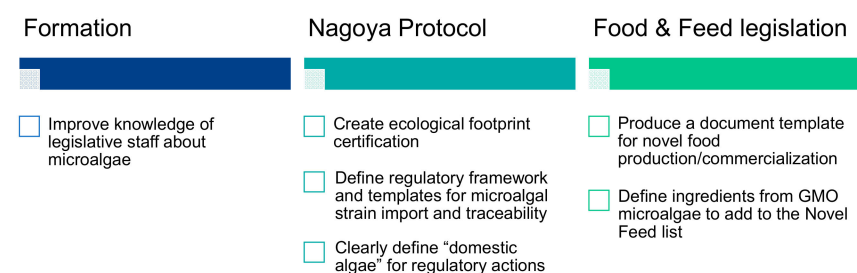 Formation
Improve knowledge of
legislative staff about
microalgae
Nagoya Protocol
Create ecological footprint
certification
Define regulatory framework
and templates for microalgal
strain import and traceability
Clearly define “domestic
algae” for regulatory actions
Food & Feed legislation
Produce a document template
for novel food
production/commercialization
Define ingredients from GMO
microalgae to add to the Novel
Feed list